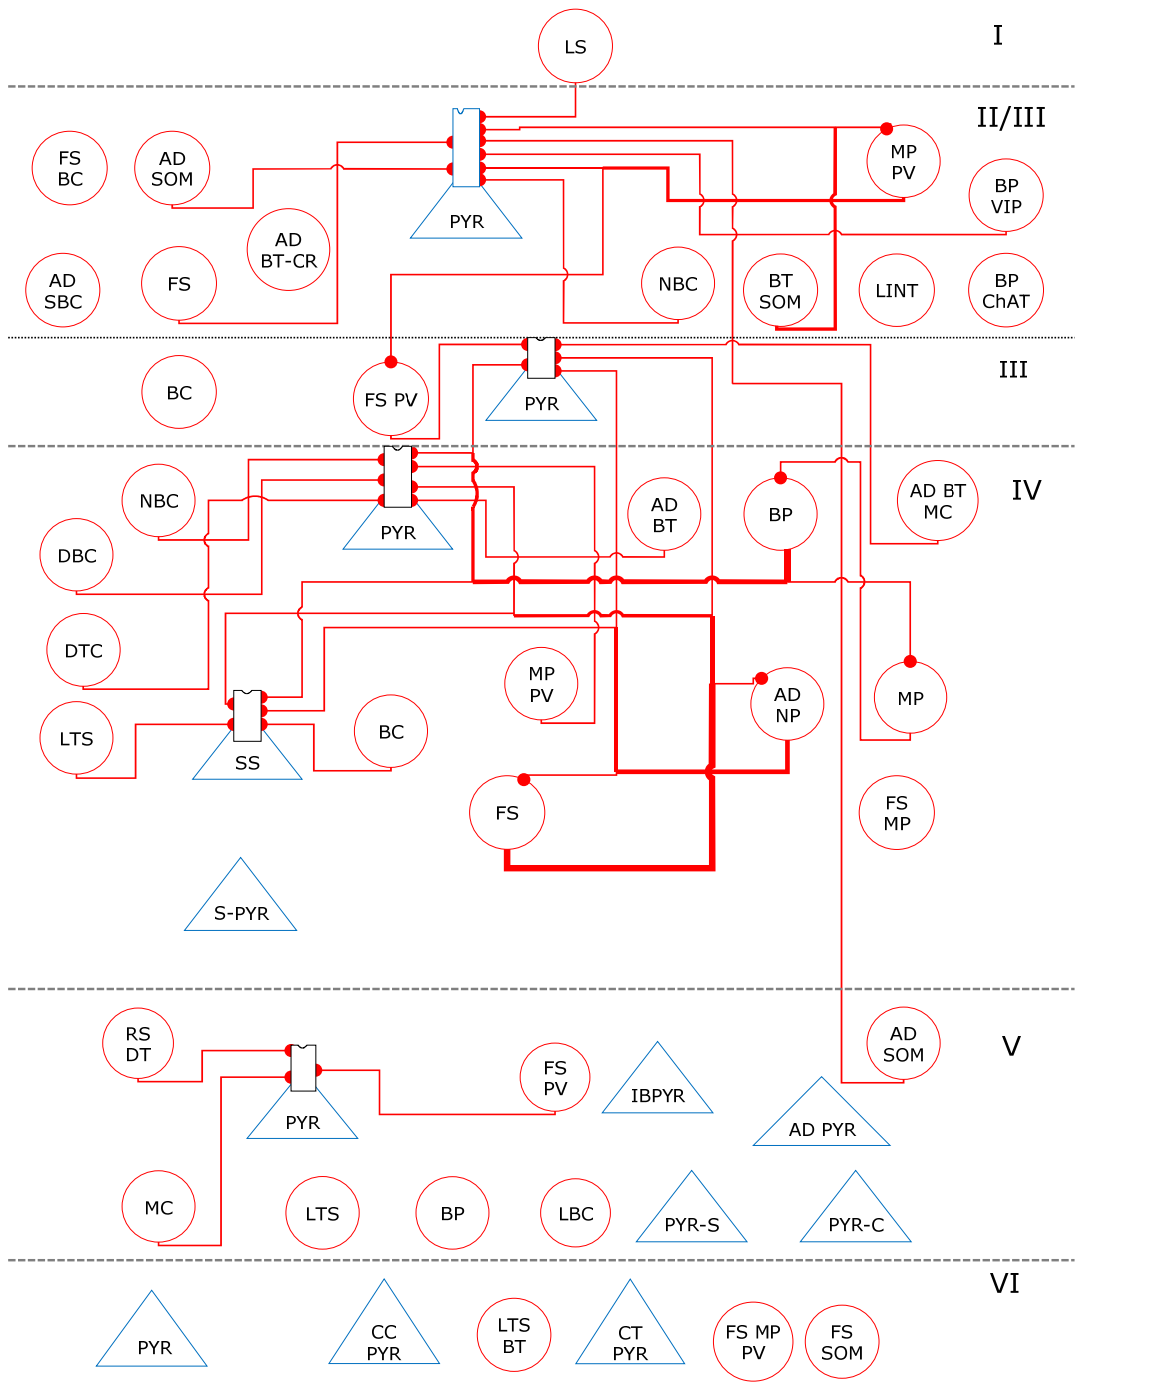 LS
I
II/III
FS
BC
AD
SOM
MP
PV
BP
VIP
PYR
AD
BT-CR
AD
SBC
FS
NBC
BT
SOM
LINT
BP
ChAT
III
BC
FS PV
PYR
IV
NBC
AD
BT
BP
AD BT
MC
PYR
DBC
DTC
MP
PV
AD
NP
MP
LTS
SS
BC
FS
FS
MP
S-PYR
V
RS
DT
FS
PV
IBPYR
AD
SOM
PYR
AD PYR
MC
LTS
BP
LBC
PYR-S
PYR-C
VI
PYR
CC
PYR
LTS
BT
CT
PYR
FS MP
PV
FS
SOM